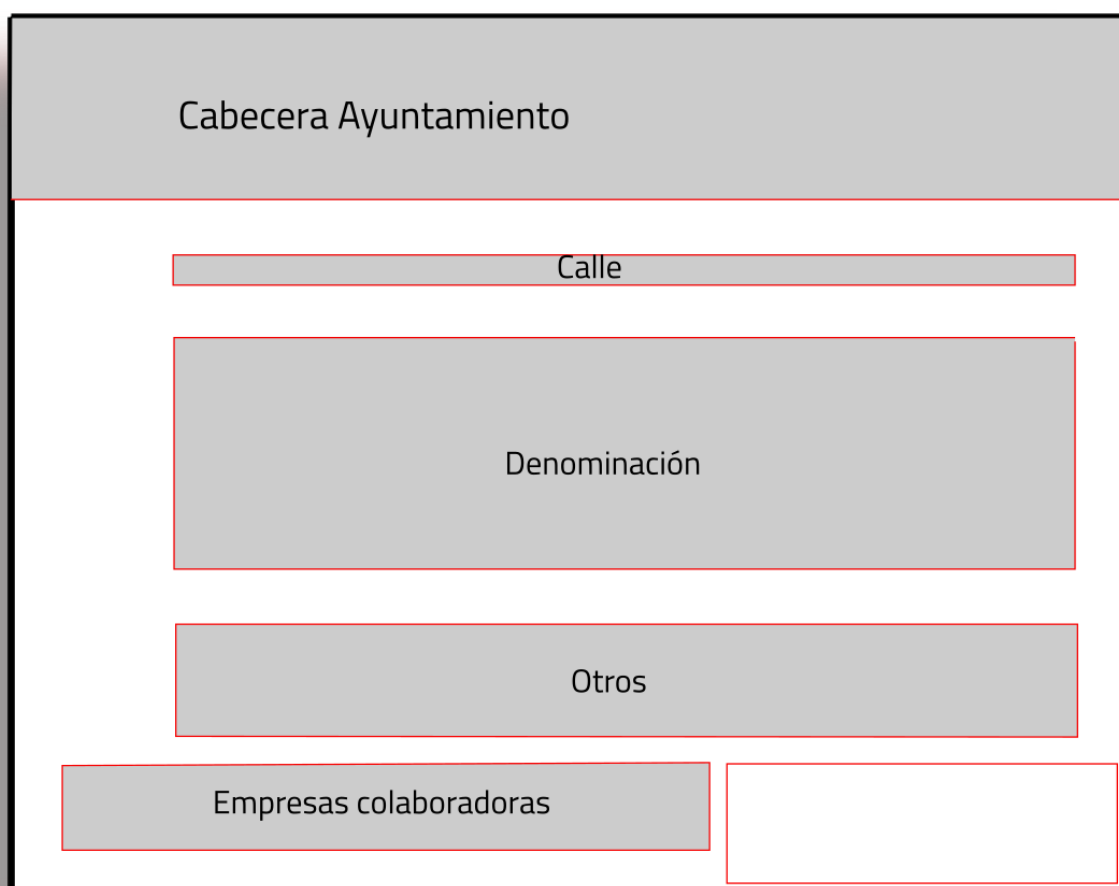 Cabecera Ayuntamiento
Calle
Denominación
Otros
Empresas colaboradoras